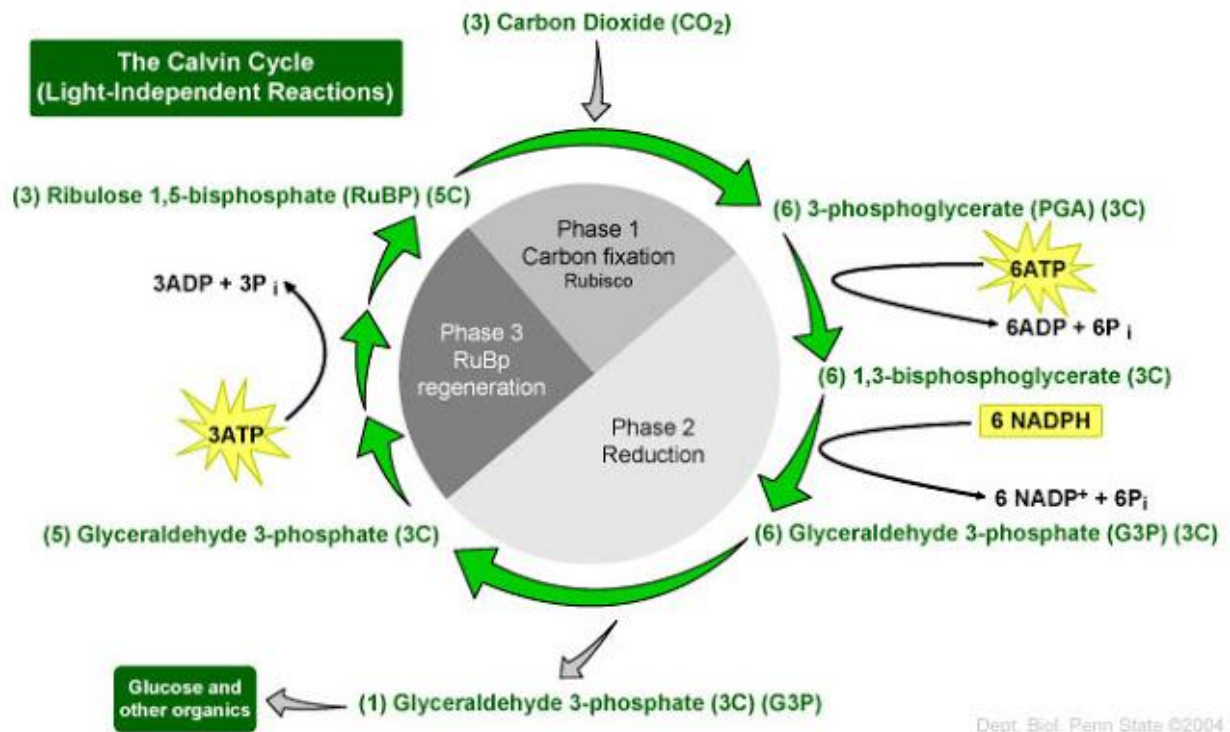 (3) Carbon Dioxide (CO₂)
The Calvin Cycle
(Light-Independent Reactions)
(3) Ribulose 1,5-bisphosphate (RuBP) (5C)
(6) 3-phosphoglycerate (PGA) (3C)
Phase 1
Carbon fixation
Rubisco
6ATP
6ADP + 6P i
3ADP + 3P i
Phase 3
RuBp
regeneration
(6) 1,3-bisphosphoglycerate (3C)
3ATP
Phase 2
Reduction
6 NADPH
6 NADP⁺ + 6Pi
(5) Glyceraldehyde 3-phosphate (3C)
(6) Glyceraldehyde 3-phosphate (G3P) (3C)
Glucose and
other organics
(1) Glyceraldehyde 3-phosphate (3C) (G3P)
Dept. Biol. Penn State ©2004